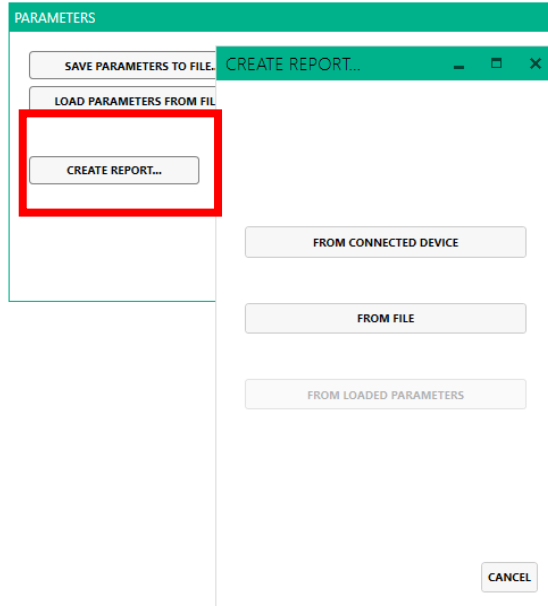 PARAMETERS
SAVE PARAMETERS TO FILE..
CREATE REPORT...
LOAD PARAMETERS FROM FIL
CREATE REPORT...
FROM CONNECTED DEVICE
FROM FILE
FROM LOADED PARAMETERS
CANCEL